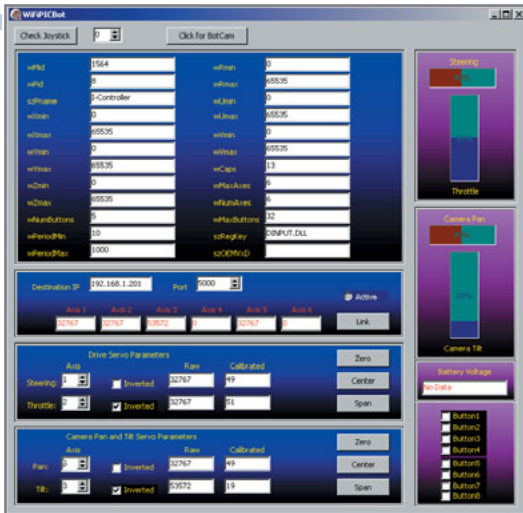 WiFiPICBot
Check Joystick 0 Click for BotCam
wMid 1564 wRmin 0
wPid 8 wRmax 65535
szPname I-Controller wUmin 0
wXmin 0 wUmax 65535
wXmax 65535 wVmin 0
wYmin 0 wVmax 65535
wYmax 65535 wCaps 13
wZmin 0 wMaxAxes 6
wZmax 65535 wNumAxes 6
wNumButtons 5 wMaxButtons 32
wPeriodMin 10 szRegKey DINPUT.DLL
wPeriodMax 1000 szOEMVxD
Steering
Throttle
Camera Pan
Camera Tilt
Destination IP 192.168.1.201 Port 5000 Active
Axis 1 Axis 2 Axis 3 Axis 4 Axis 5 Axis 6
32767 32767 53572 0 32767 0 Link
Drive Servo Parameters Zero
Axis Raw Calibrated
Steering: 1 Inverted 32767 49 Center
Throttle: 2 Inverted 32767 51 Span
Battery Voltage
No Data
Camera Pan and Tilt Servo Parameters Zero
Axis Raw Calibrated
Pan: Inverted 32767 49 Center
Tilt: 3 Inverted 53572 19 Span
Button1
Button2
Button3
Button4
Button5
Button6
Button7
Button8